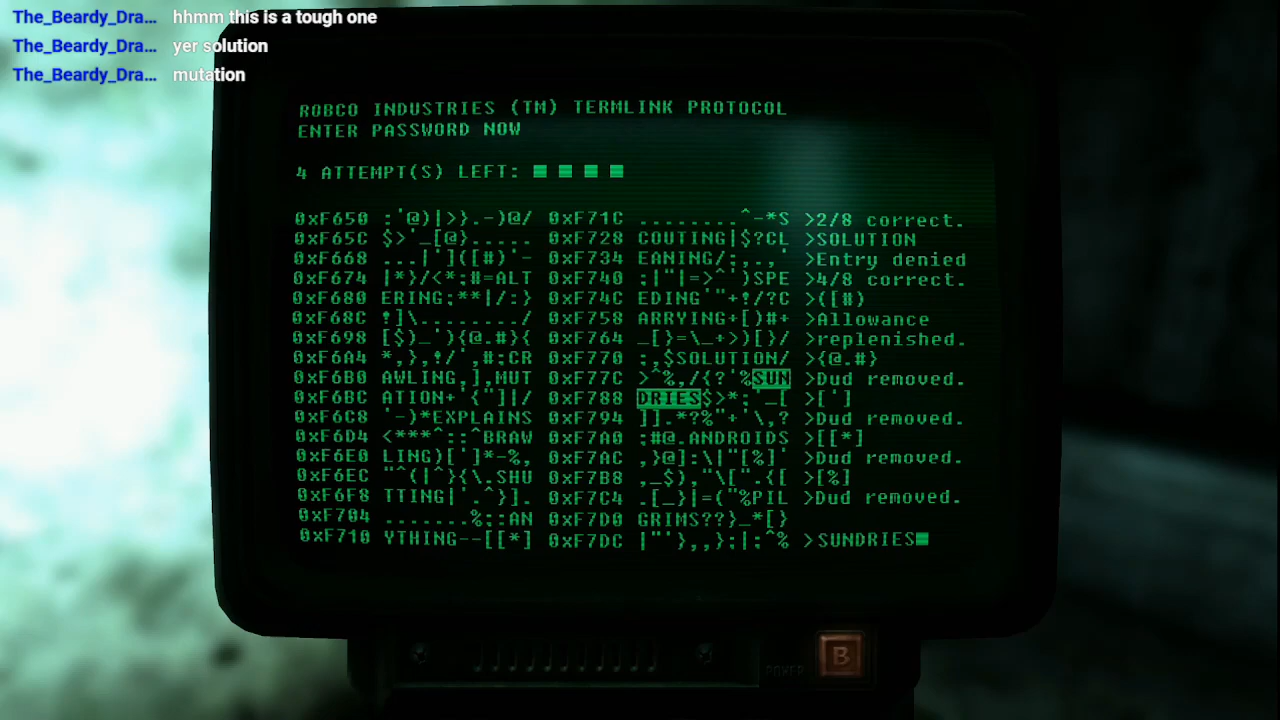 The_Beardy_Dra... hhmm this is a tough one
The_Beardy_Dra... yer solution
The_Beardy_Dra... mutation
ROBCO INDUSTRIES (TM) TERMLINK PROTOCOL
ENTER PASSWORD NOW
4 ATTEMPT(S) LEFT: ■ ■ ■ ■
0xF650 :'@)|>}.-)@/ 0xF71C ........^-*S >2/8 correct.
0xF65C $>'_[@}..... 0xF728 COUTING|$?CL >SOLUTION
0xF668 ...|']([#)'- 0xF734 EANING/;,.,' >Entry denied
0xF674 |*}/<*;#=ALT 0xF740 ;|"|=>^')SPE >4/8 correct.
0xF680 ERING;**|/:} 0xF74C EDING'"+!/?C >([#)
0xF68C !]\......../ 0xF758 ARRYING+[)#+ >Allowance
0xF698 [$)_'){@.#}{ 0xF764 _[}=\_+>)[}/ >replenished.
0xF6A4 *,},!/',#:CR 0xF770 :,$SOLUTION/ >{@.#}
0xF6B0 AWLING,],MUT 0xF77C >^%,/{?'%SUN >Dud removed.
0xF6BC ATION+'{"]|/ 0xF788 DRIES$>*:'_[ >[']
0xF6C8 '-)*EXPLAINS 0xF794 ]].*?%"+'\,? >Dud removed.
0xF6D4 <***^::^BRAW 0xF7A0 ;#@.ANDROIDS >[[*]
0xF6E0 LING)[']*-%, 0xF7AC ,}@]:\|"[%]' >Dud removed.
0xF6EC "^(|^}{\.SHU 0xF7B8 ,_$),"\[".{[ >[%]
0xF6F8 TTING|'.^}]. 0xF7C4 .[_}|=("%PIL >Dud removed.
0xF704 .......%;:AN 0xF7D0 GRIMS??}_*[}
0xF710 YTHING--[[*] 0xF7DC |"'},,};|;^% >SUNDRIES■
POWER
B